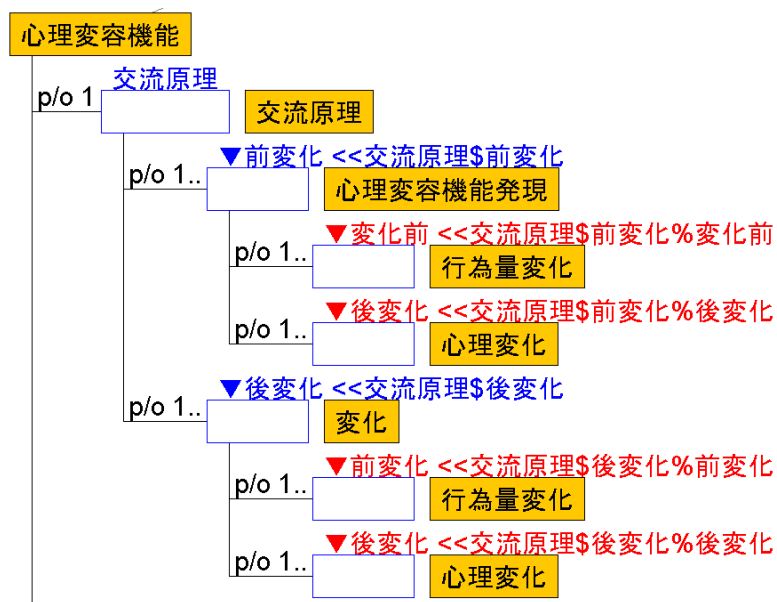 心理変容機能
交流原理
p/o 1
交流原理
▼前変化 <<交流原理$前変化
p/o 1..
心理変容機能発現
▼変化前 <<交流原理$前変化%変化前
p/o 1..
行為量変化
▼後変化 <<交流原理$前変化%後変化
p/o 1..
心理変化
▼後変化 <<交流原理$後変化
p/o 1..
変化
▼前変化 <<交流原理$後変化%前変化
p/o 1..
行為量変化
▼後変化 <<交流原理$後変化%後変化
p/o 1..
心理変化